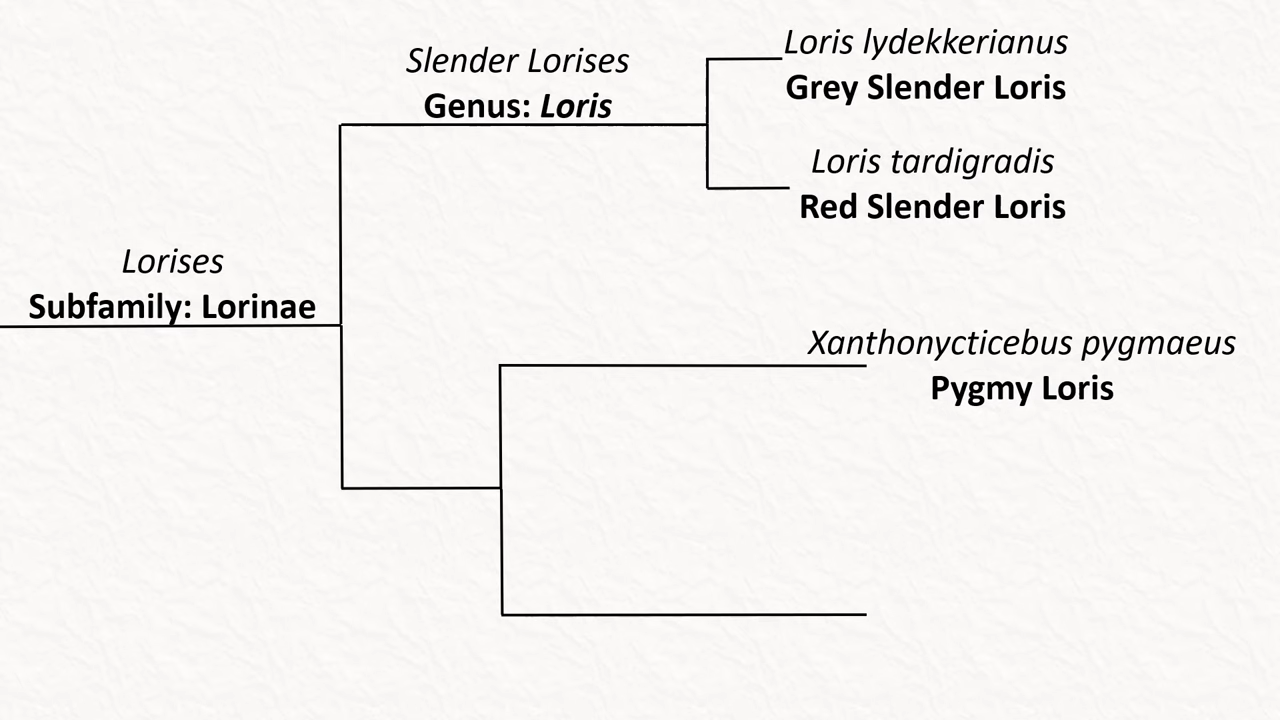 Slender Lorises
Genus: Loris
Loris lydekkerianus
Grey Slender Loris
Loris tardigradis
Red Slender Loris
Lorises
Subfamily: Lorinae
Xanthonycticebus pygmaeus
Pygmy Loris